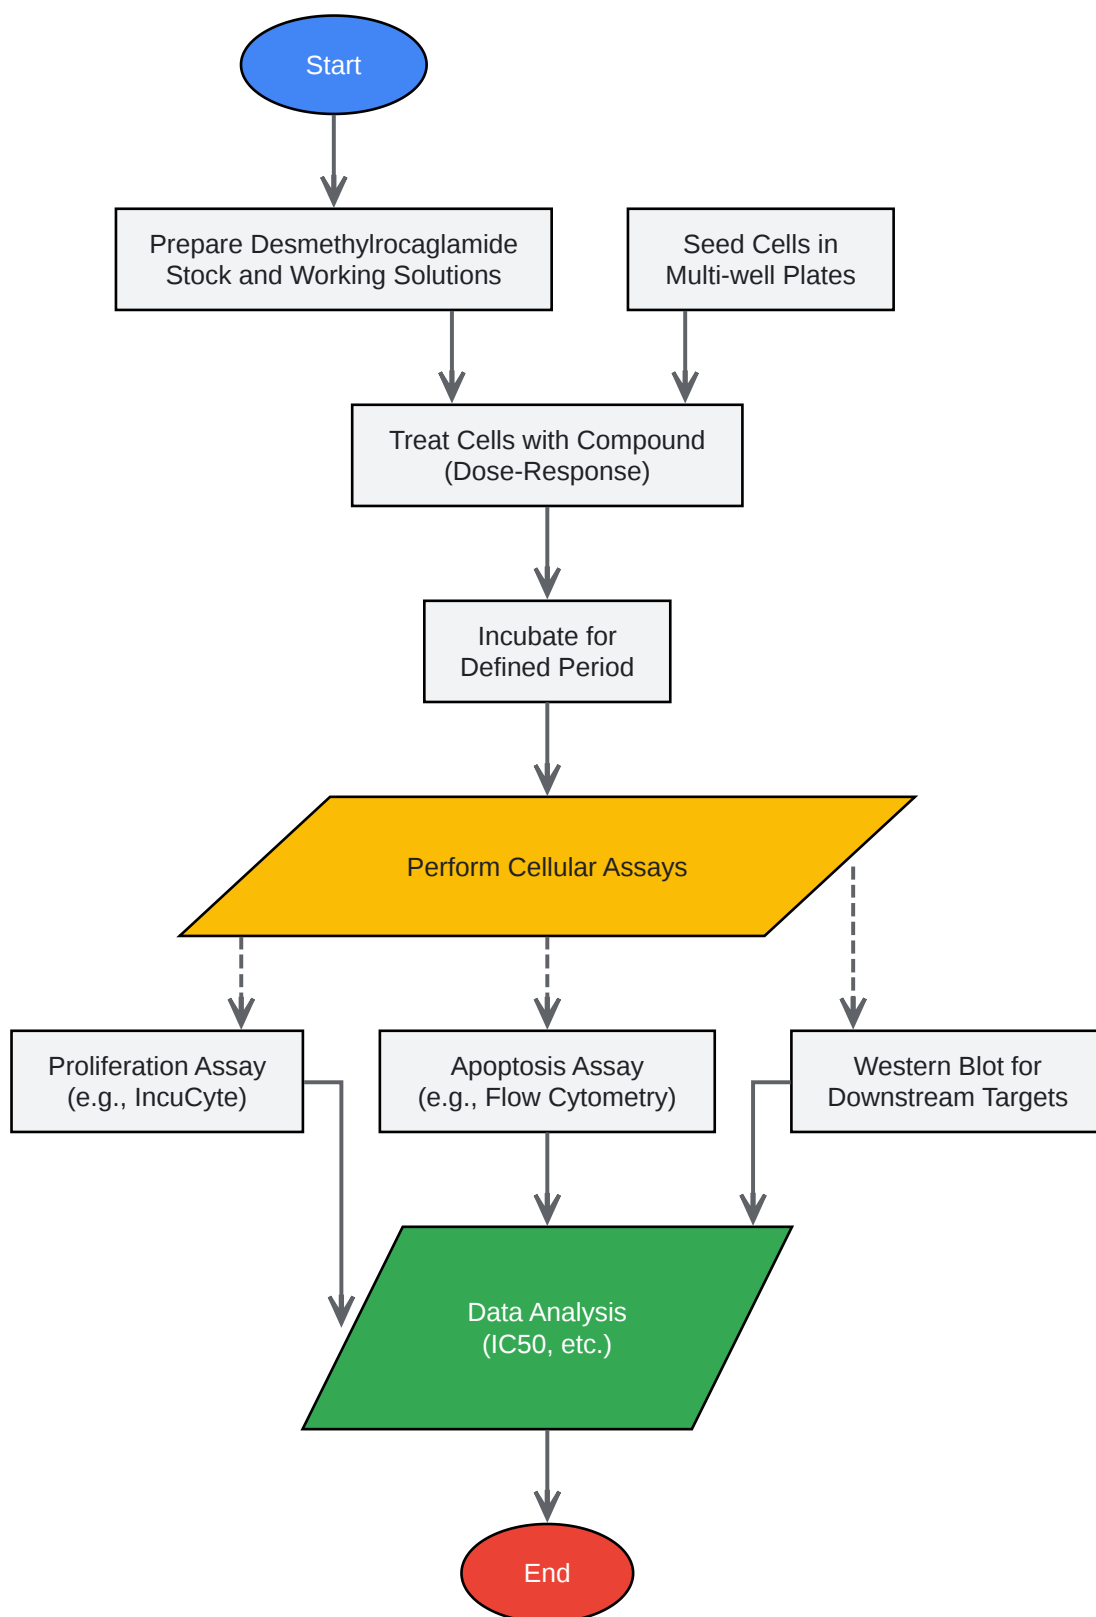 Start
Prepare Desmethylrocaglamide
Stock and Working Solutions
Seed Cells in
Multi-well Plates
Treat Cells with Compound
(Dose-Response)
Incubate for
Defined Period
Perform Cellular Assays
Proliferation Assay
(e.g., IncuCyte)
Apoptosis Assay
(e.g., Flow Cytometry)
Western Blot for
Downstream Targets
Data Analysis
(IC50, etc.)
End